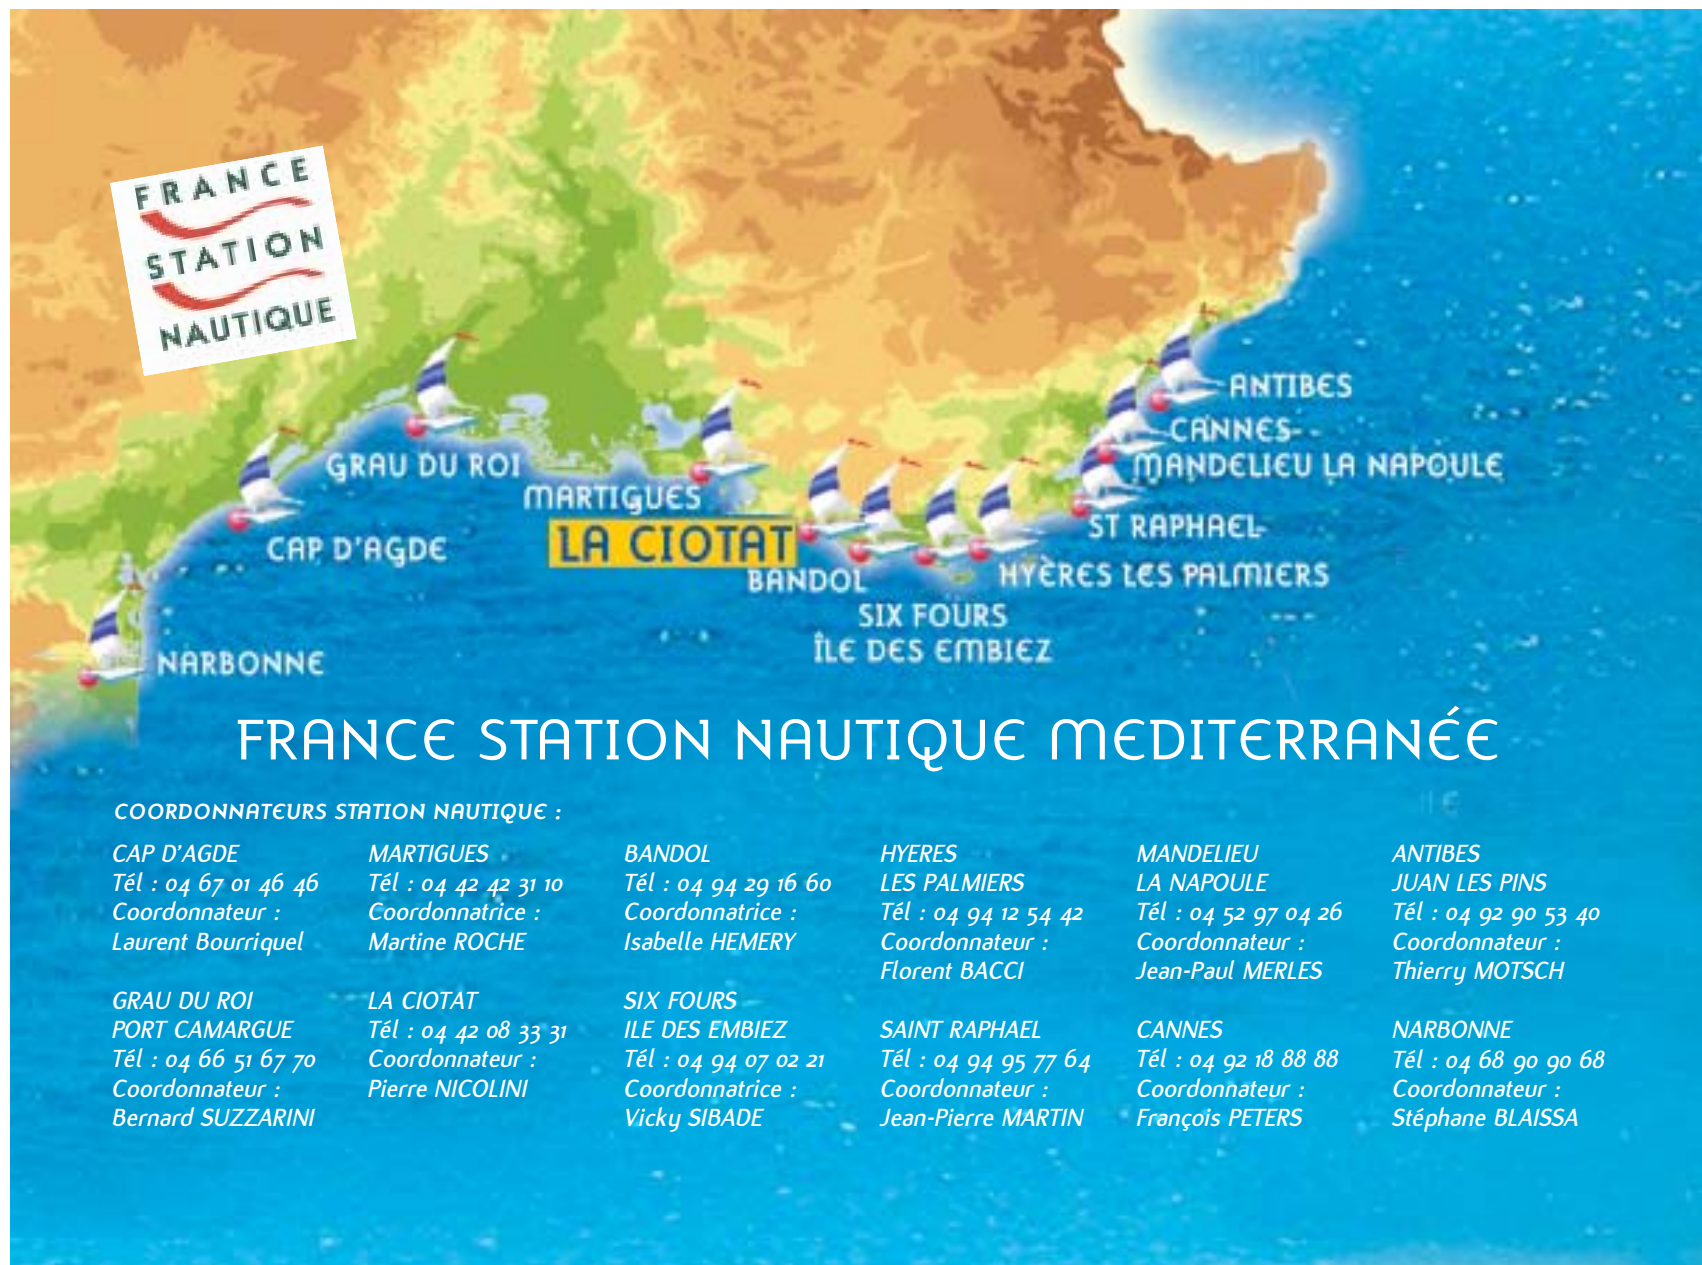 FRANCE
STATION
NAUTIQUE
ANTIBES
CANNES
MANDELIEU LA NAPOULE
GRAU DU ROI
MARTIGUES
ST RAPHAEL
CAP D'AGDE
LA CIOTAT
BANDOL
HYÈRES LES PALMIERS
SIX FOURS
ÎLE DES EMBIEZ
NARBONNE
FRANCE STATION NAUTIQUE MEDITERRANÉE
COORDONNATEURS STATION NAUTIQUE :
CAP D'AGDE
Tél : 04 67 01 46 46
Coordonnateur :
Laurent Bourriquel
GRAU DU ROI
PORT CAMARGUE
Tél : 04 66 51 67 70
Coordonnateur :
Bernard SUZZARINI
MARTIGUES
Tél : 04 42 42 31 10
Coordonnatrice :
Martine ROCHE
LA CIOTAT
Tél : 04 42 08 33 31
Coordonnateur :
Pierre NICOLINI
BANDOL
Tél : 04 94 29 16 60
Coordonnatrice :
Isabelle HEMERY
SIX FOURS
ILE DES EMBIEZ
Tél : 04 94 07 02 21
Coordonnatrice :
Vicky SIBADE
HYERES
LES PALMIERS
Tél : 04 94 12 54 42
Coordonnateur :
Florent BACCI
SAINT RAPHAEL
Tél : 04 94 95 77 64
Coordonnateur :
Jean-Pierre MARTIN
MANDELIEU
LA NAPOULE
Tél : 04 52 97 04 26
Coordonnateur :
Jean-Paul MERLES
CANNES
Tél : 04 92 18 88 88
Coordonnateur :
François PETERS
ANTIBES
JUAN LES PINS
Tél : 04 92 90 53 40
Coordonnateur :
Thierry MOTSCH
NARBONNE
Tél : 04 68 90 90 68
Coordonnateur :
Stéphane BLAISSA